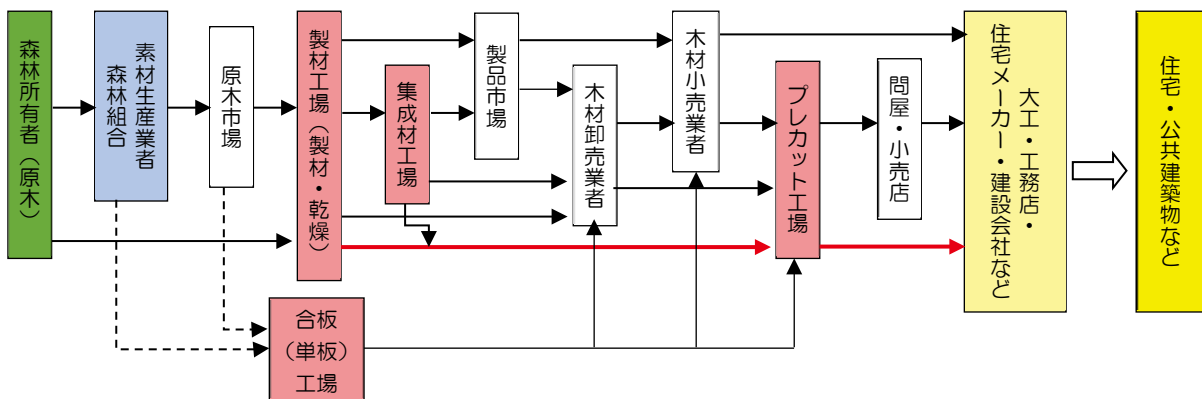 森林所有者（原木）
素材生産業者
森林組合
原木市場
製材工場（製材・乾燥）
集成材工場
製品市場
木材卸売業者
木材小売業者
プレカット工場
問屋・小売店
大工・工務店・
住宅メーカー・建設会社など
住宅・公共建築物など
合板
（単板）
工場